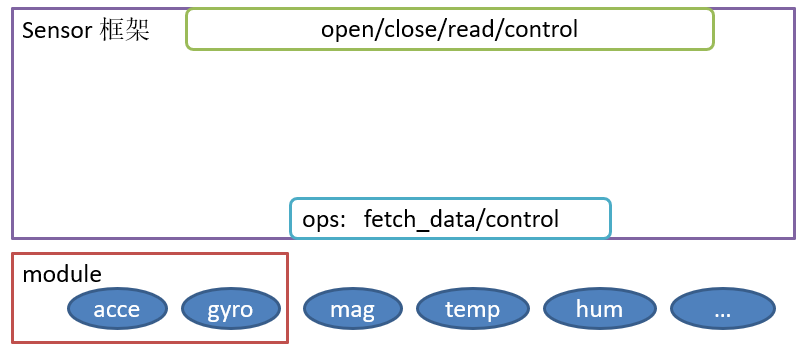 Sensor 框架
open/close/read/control
ops: fetch_data/control
module
acce
gyro
mag
temp
hum
...